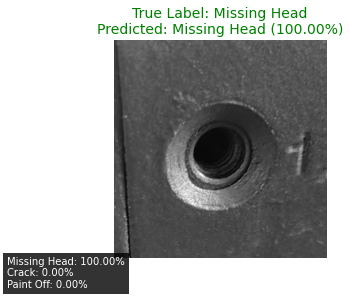 True Label: Missing Head
Predicted: Missing Head (100.00%)
Missing Head: 100.00%
Crack: 0.00%
Paint Off: 0.00%